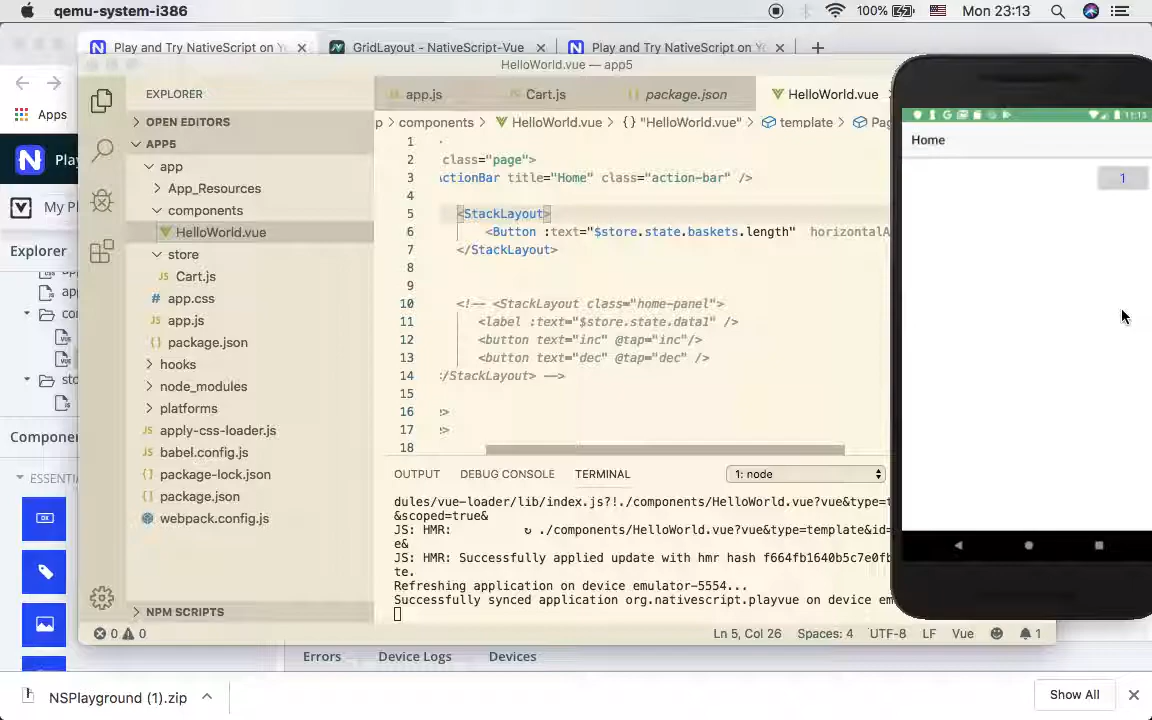 qemu-system-i386
100%
Mon 23:13
Play and Try NativeScript on Yo
GridLayout - NativeScript-Vue
Play and Try NativeScript on Yo
HelloWorld.vue — app5
Apps
Pla
My Pl
Explorer
Componen
ESSENTIA
EXPLORER
OPEN EDITORS
APP5
app
App_Resources
components
HelloWorld.vue
store
Cart.js
app.css
app.js
package.json
hooks
node_modules
platforms
apply-css-loader.js
babel.config.js
package-lock.json
package.json
webpack.config.js
NPM SCRIPTS
app.js
Cart.js
package.json
HelloWorld.vue
p > components > HelloWorld.vue > {} "HelloWorld.vue" > template > Pag
1
2 class="page">
3 ctionBar title="Home" class="action-bar" />
4
5 <StackLayout>
6 <Button :text="$store.state.baskets.length" horizontalA
7 </StackLayout>
8
9
10 <!-- <StackLayout class="home-panel">
11 <label :text="$store.state.data1" />
12 <button text="inc" @tap="inc"/>
13 <button text="dec" @tap="dec" />
14 /StackLayout> -->
15
16 >
17 >
18
OUTPUT DEBUG CONSOLE TERMINAL 1: node
dules/vue-loader/lib/index.js?!./components/HelloWorld.vue?vue&type=t
&scoped=true&
JS: HMR: ↻ ./components/HelloWorld.vue?vue&type=template&id=
e&
JS: HMR: Successfully applied update with hmr hash f664fb1640b5c7e0fb
te.
Refreshing application on device emulator-5554...
Successfully synced application org.nativescript.playvue on device em
0 0
Ln 5, Col 26 Spaces: 4 UTF-8 LF Vue 1
11:13
Home
1
Errors Device Logs Devices
NSPlayground (1).zip
Show All